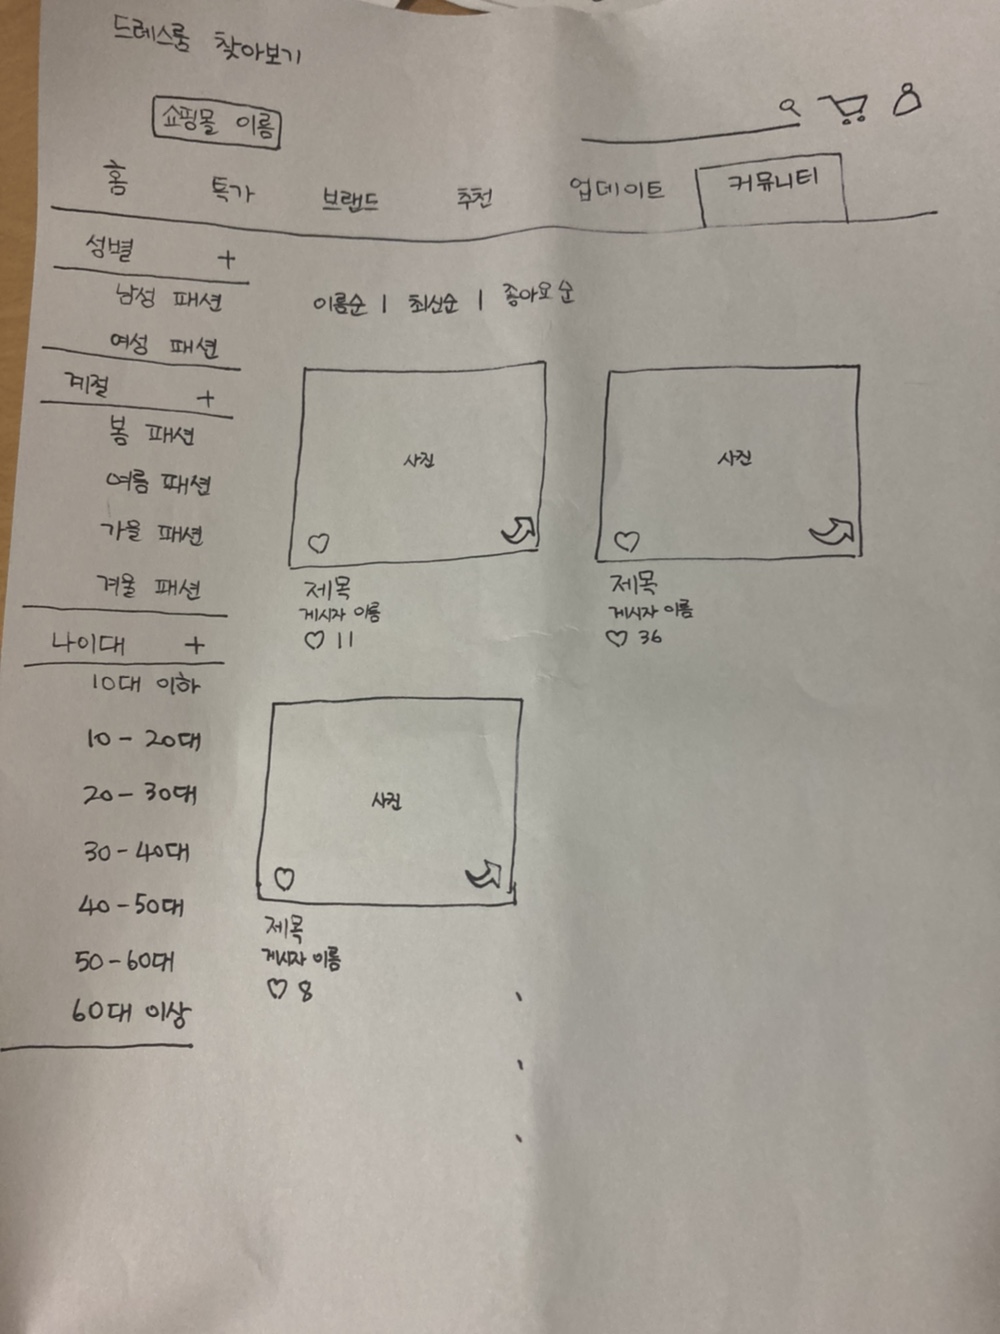 드레스룸 찾아보기
쇼핑몰 이름
홈 특가 브랜드 추천 업데이트 커뮤니티
성별 +
남성 패션
여성 패션
계절 +
봄 패션
여름 패션
가을 패션
겨울 패션
나이대 +
10대 이하
10-20대
20-30대
30-40대
40-50대
50-60대
60대 이상
이름순 | 최신순 | 좋아요 순
사진
제목
게시자 이름
♡ 11
사진
제목
게시자 이름
♡ 36
사진
제목
게시자 이름
♡ 8